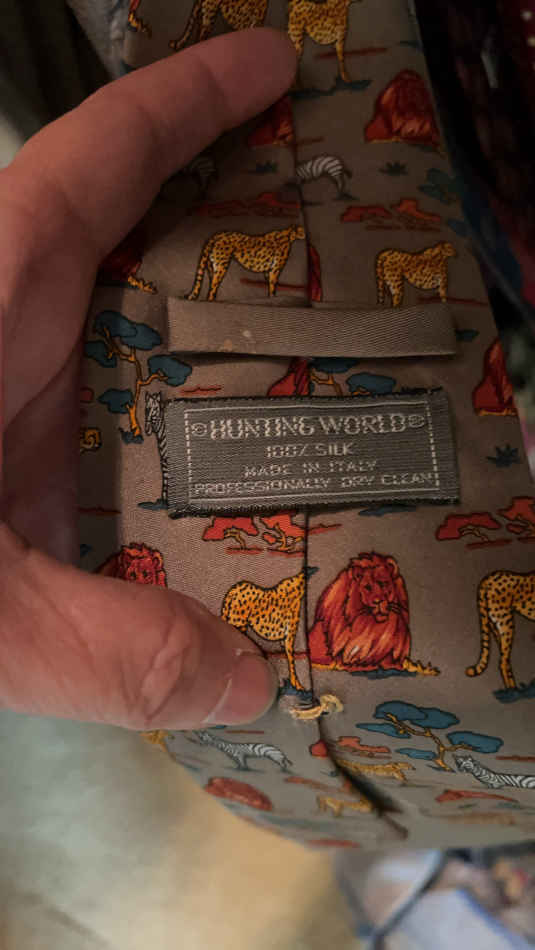 © HUNTING WORLD ®
100% SILK
MADE IN ITALY
PROFESSIONALLY DRY CLEAN